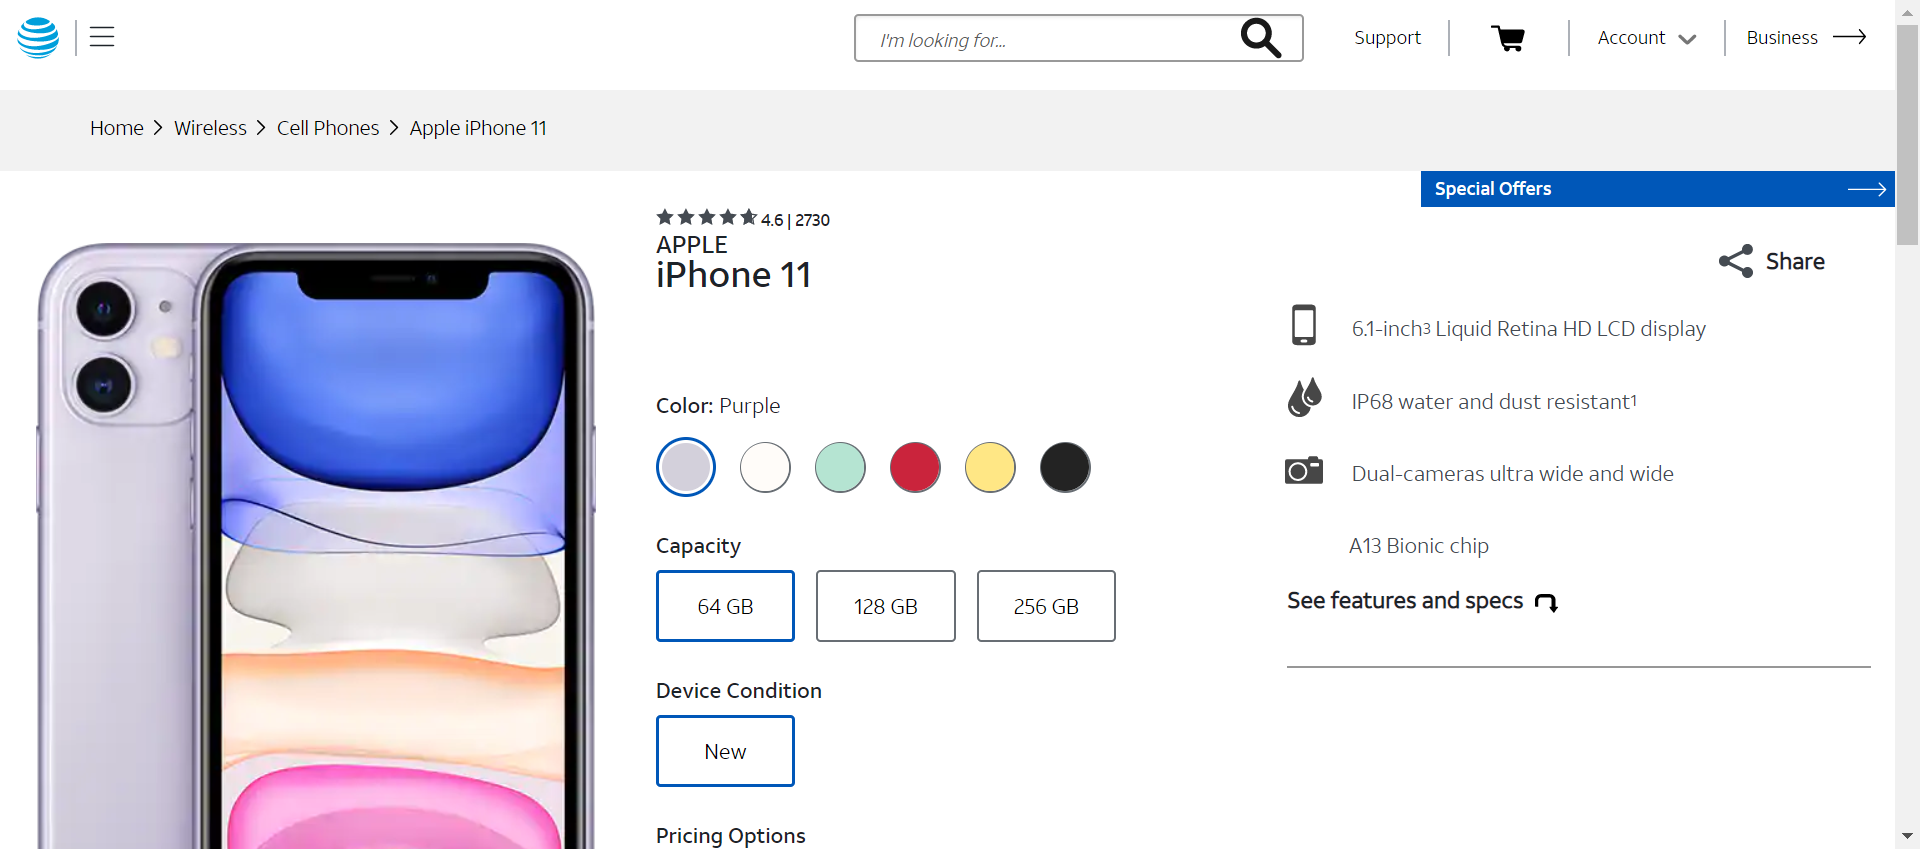 I'm looking for...
Support
Account
Business
Home
Wireless
Cell Phones
Apple iPhone 11
Special Offers
4.6 | 2730
APPLE
iPhone 11
Share
6.1-inch3 Liquid Retina HD LCD display
IP68 water and dust resistant1
Dual-cameras ultra wide and wide
A13 Bionic chip
See features and specs
Color: Purple
Capacity
64 GB
128 GB
256 GB
Device Condition
New
Pricing Options